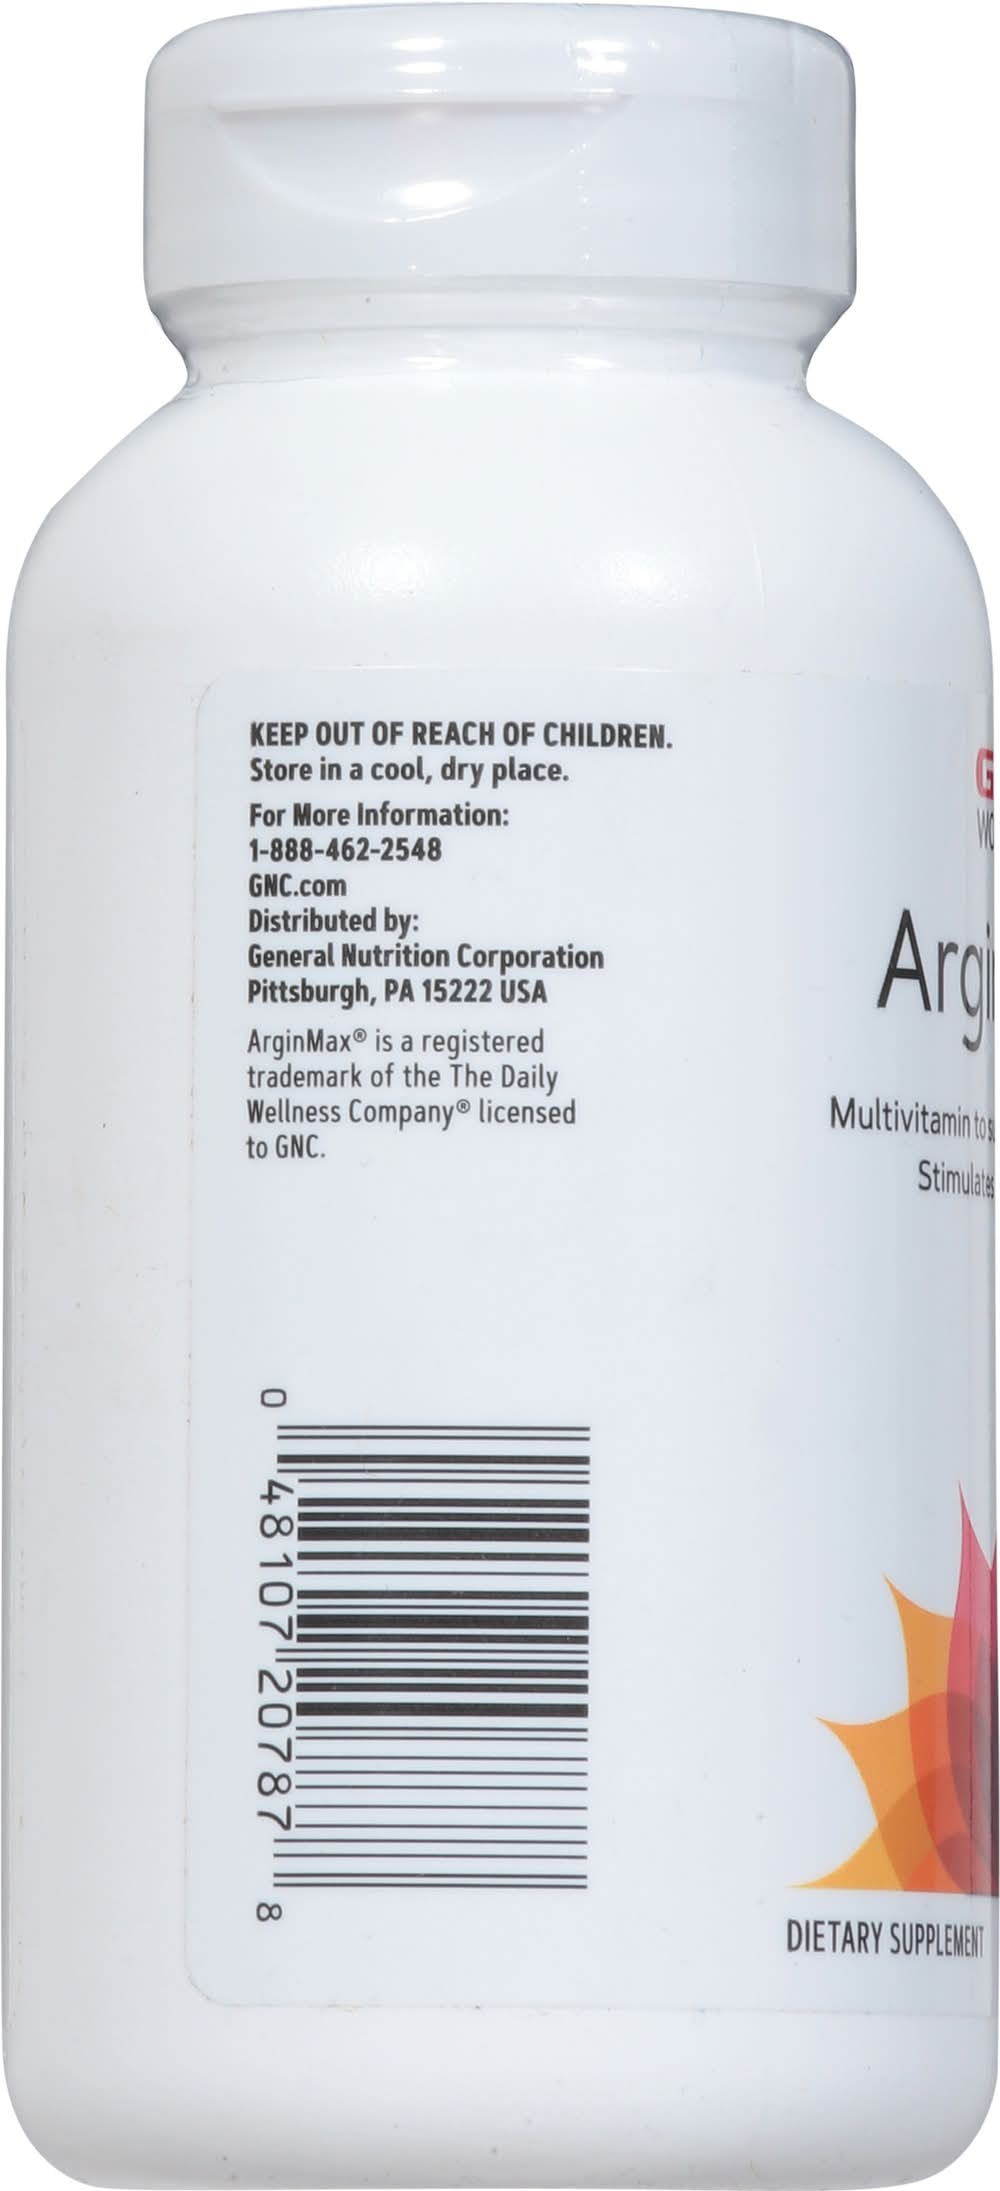 KEEP OUT OF REACH OF CHILDREN.
Store in a cool, dry place.
For More Information:
1-888-462-2548
GNC.com
Distributed by:
General Nutrition Corporation
Pittsburgh, PA 15222 USA
ArginMax® is a registered
trademark of the The Daily
Wellness Company® licensed
to GNC.
Multivitamin to
Stimulates
0 48107 20787 8
DIETARY SUPPLEMENT